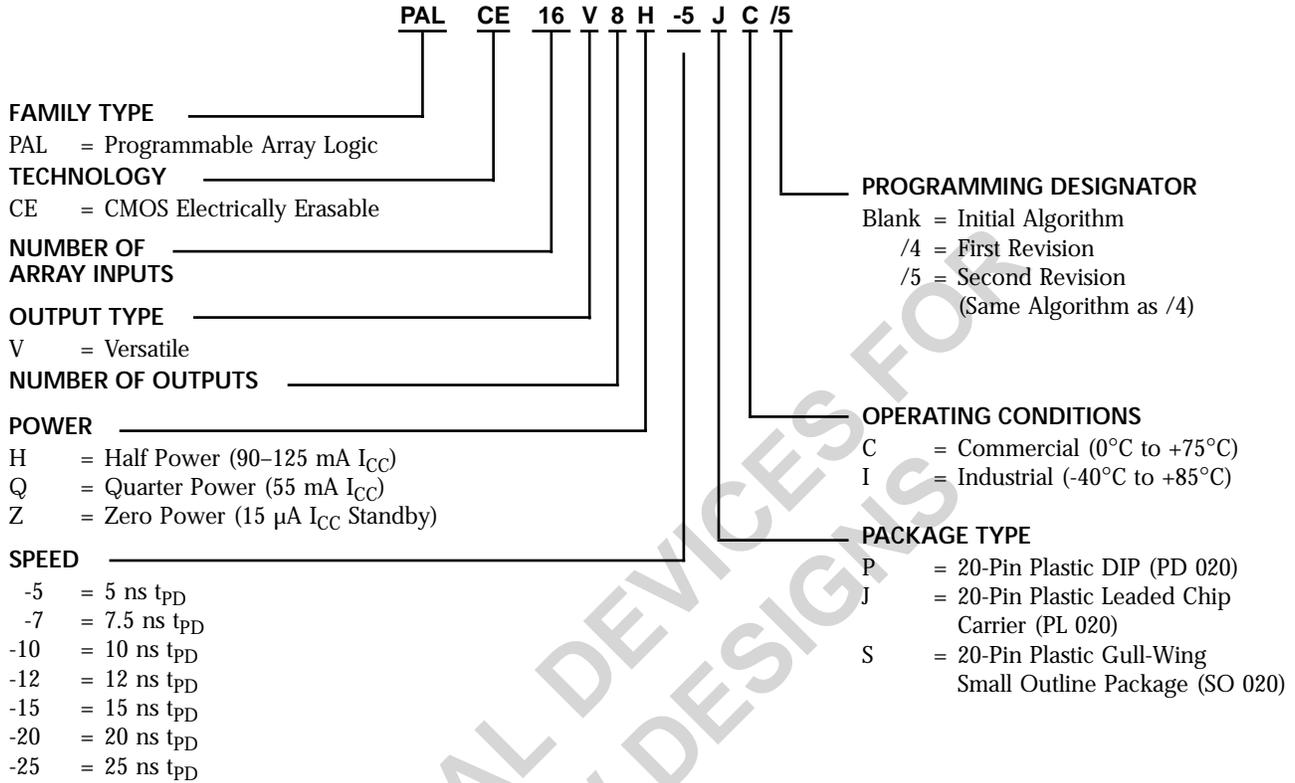 PAL CE 16 V 8 H -5 J C /5
FAMILY TYPE
PAL = Programmable Array Logic
TECHNOLOGY
CE = CMOS Electrically Erasable
NUMBER OF
ARRAY INPUTS
OUTPUT TYPE
V = Versatile
NUMBER OF OUTPUTS
POWER
H = Half Power (90–125 mA ICC)
Q = Quarter Power (55 mA ICC)
Z = Zero Power (15 µA ICC Standby)
SPEED
-5 = 5 ns tPD
-7 = 7.5 ns tPD
-10 = 10 ns tPD
-12 = 12 ns tPD
-15 = 15 ns tPD
-20 = 20 ns tPD
-25 = 25 ns tPD
PROGRAMMING DESIGNATOR
Blank = Initial Algorithm
/4 = First Revision
/5 = Second Revision
(Same Algorithm as /4)
OPERATING CONDITIONS
C = Commercial (0°C to +75°C)
I = Industrial (-40°C to +85°C)
PACKAGE TYPE
P = 20-Pin Plastic DIP (PD 020)
J = 20-Pin Plastic Leaded Chip
Carrier (PL 020)
S = 20-Pin Plastic Gull-Wing
Small Outline Package (SO 020)
DEVICES FOR
DESIGNS